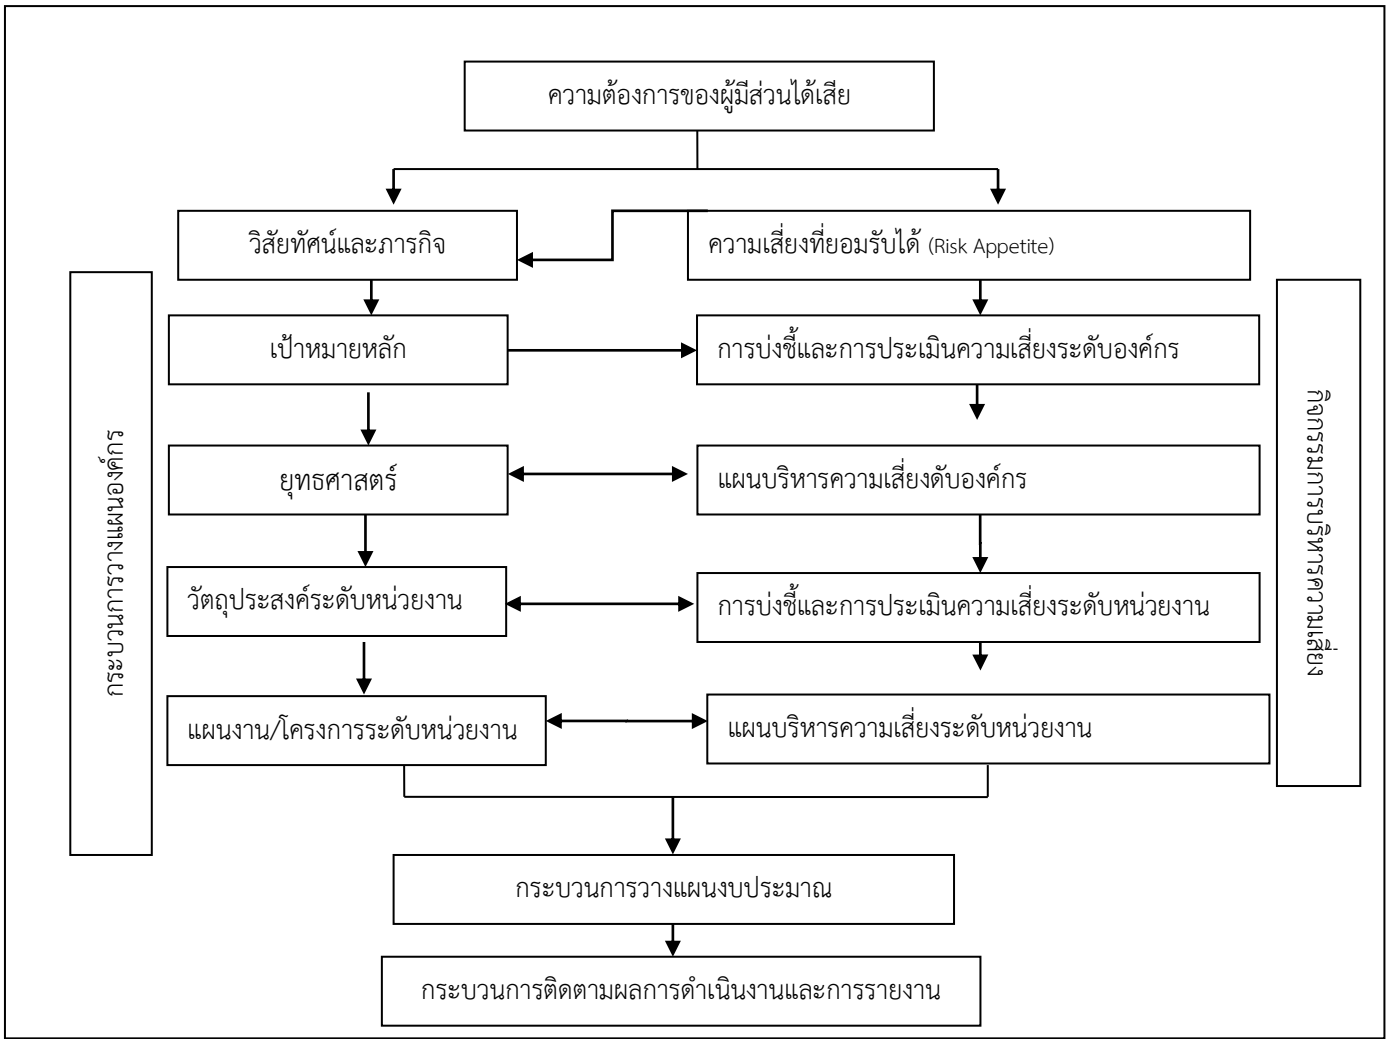 ความต้องการของผู้มีส่วนได้เสีย
วิสัยทัศน์และภารกิจ
ความเสี่ยงที่ยอมรับได้ (Risk Appetite)
เป้าหมายหลัก
การบ่งชี้และการประเมินความเสี่ยงระดับองค์กร
ยุทธศาสตร์
แผนบริหารความเสี่ยงดับองค์กร
วัตถุประสงค์ระดับหน่วยงาน
การบ่งชี้และการประเมินความเสี่ยงระดับหน่วยงาน
แผนงาน/โครงการระดับหน่วยงาน
แผนบริหารความเสี่ยงระดับหน่วยงาน
กระบวนการวางแผนองค์กร
กิจกรรมการบริหารความเสี่ยง
กระบวนการวางแผนงบประมาณ
กระบวนการติดตามผลการดำเนินงานและการรายงาน